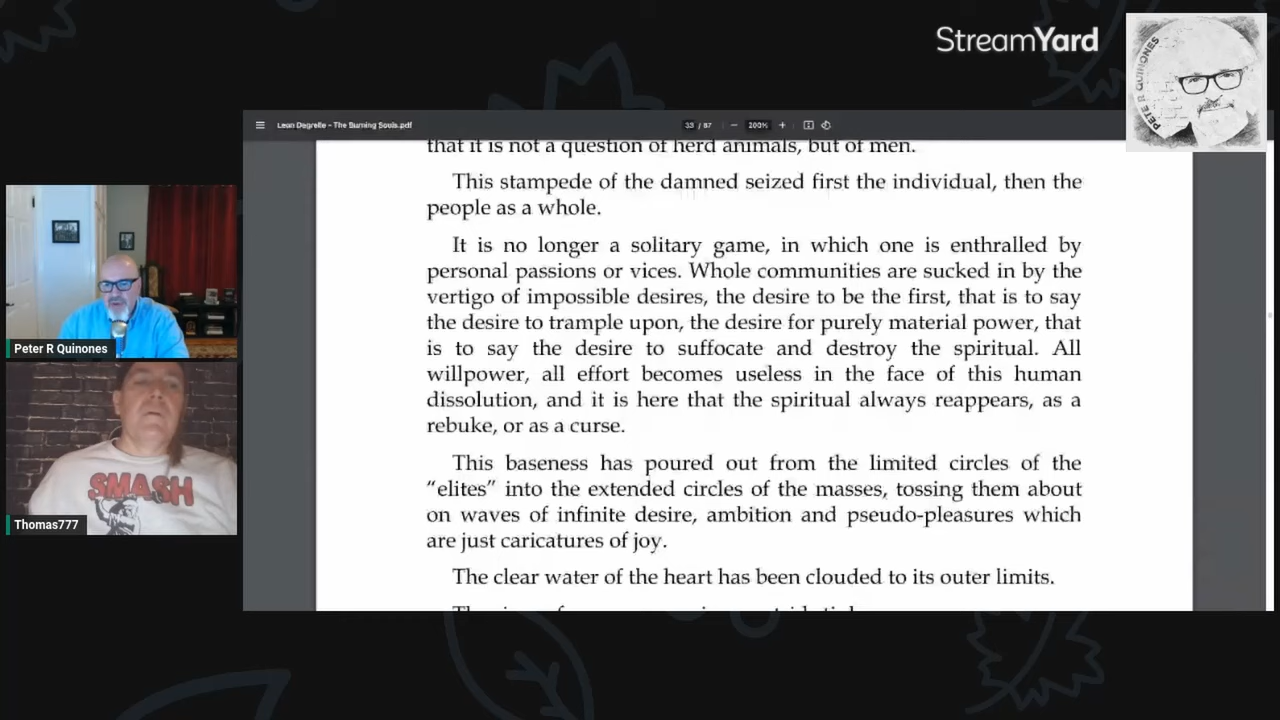 StreamYard
PETE R QUINONES
Leon Degrelle - The Burning Souls.pdf
33 / 87
200%
that it is not a question of herd animals, but of men.
This stampede of the damned seized first the individual, then the
people as a whole.
It is no longer a solitary game, in which one is enthralled by
personal passions or vices. Whole communities are sucked in by the
vertigo of impossible desires, the desire to be the first, that is to say
the desire to trample upon, the desire for purely material power, that
is to say the desire to suffocate and destroy the spiritual. All
willpower, all effort becomes useless in the face of this human
dissolution, and it is here that the spiritual always reappears, as a
rebuke, or as a curse.
This baseness has poured out from the limited circles of the
“elites” into the extended circles of the masses, tossing them about
on waves of infinite desire, ambition and pseudo-pleasures which
are just caricatures of joy.
The clear water of the heart has been clouded to its outer limits.
Peter R Quinones
SMASH
Thomas777